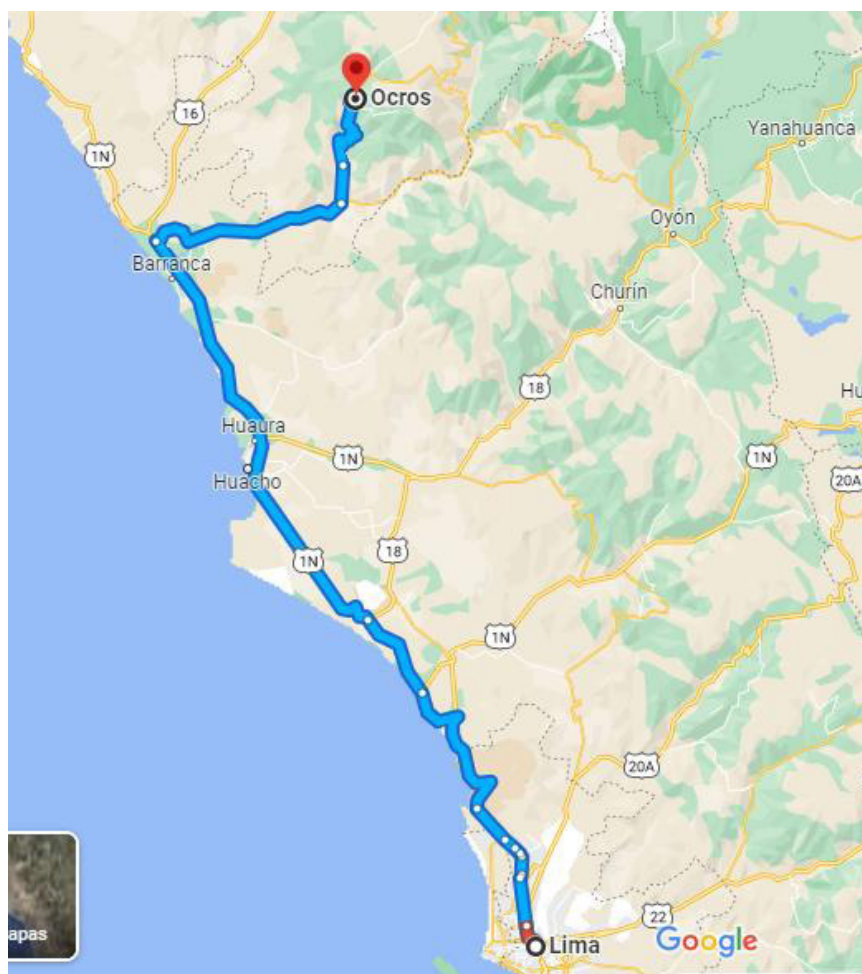 Ocros
16
Yanahuanca
1N
Oyón
Barranca
Churín
18
Hu
Huaura
1N
1N
20A
Huacho
18
1N
1N
20A
22
apas
Lima
Google